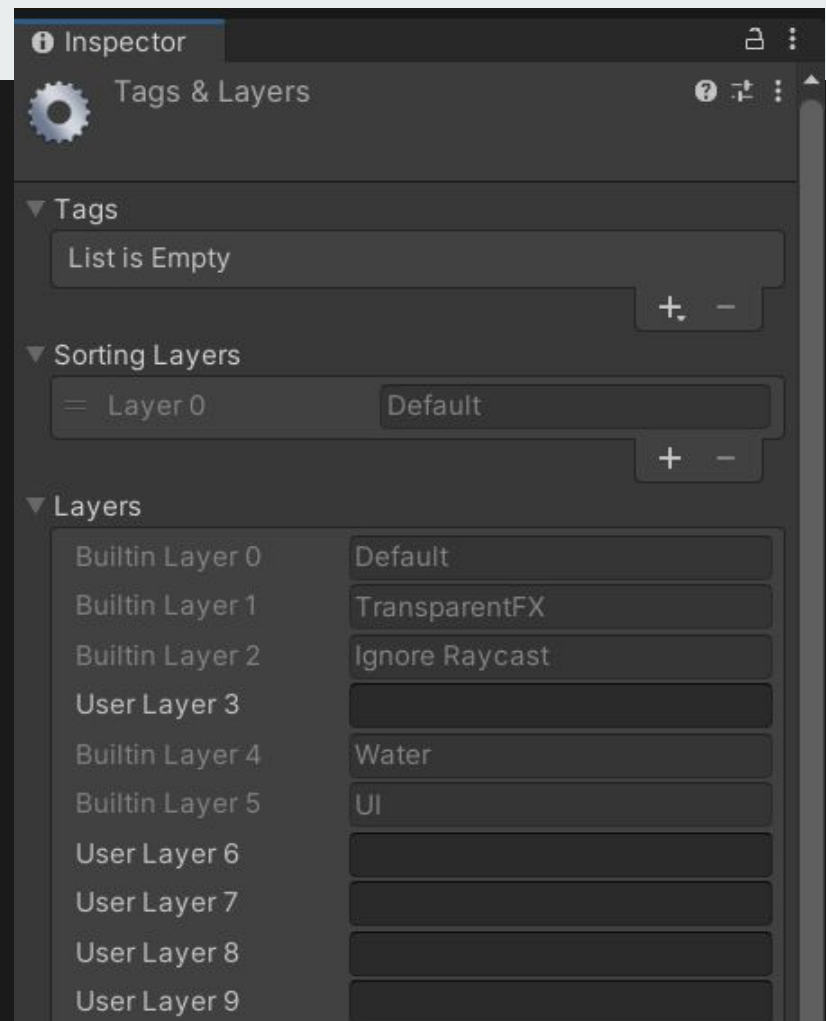 Inspector
Tags & Layers
Tags
List is Empty
Sorting Layers
Layer 0 Default
Layers
Builtin Layer 0 Default
Builtin Layer 1 TransparentFX
Builtin Layer 2 Ignore Raycast
User Layer 3
Builtin Layer 4 Water
Builtin Layer 5 UI
User Layer 6
User Layer 7
User Layer 8
User Layer 9